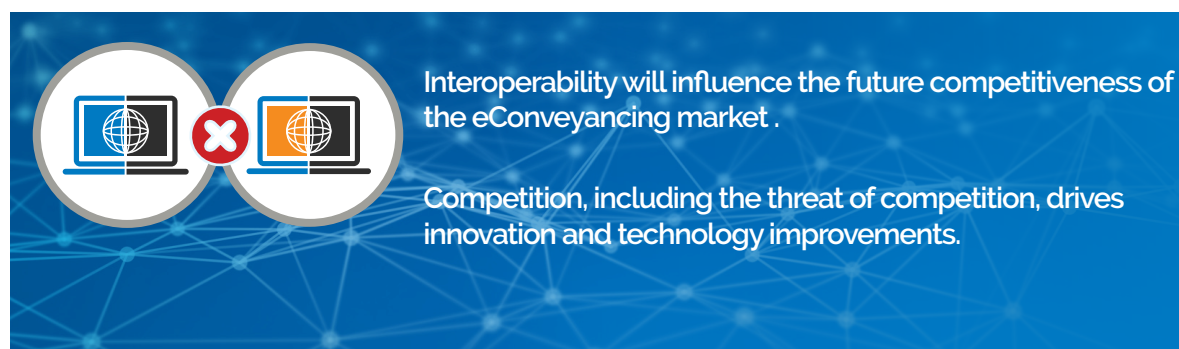 Interoperability will influence the future competitiveness of
the eConveyancing market .
Competition, including the threat of competition, drives
innovation and technology improvements.